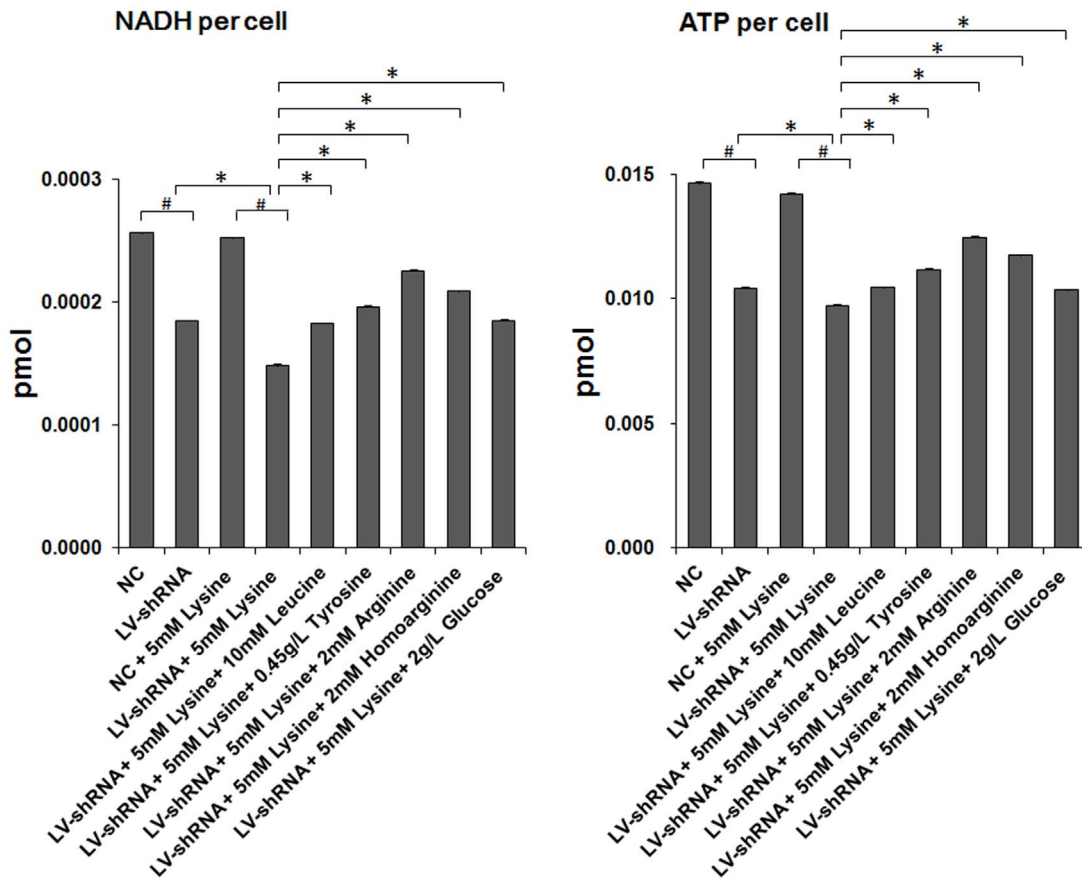 NADH per cell
*
*
*
*
*
*
#
#
0.0003
0.0002
0.0001
0.0000
pmol
NC
LV-shRNA
NC + 5mM Lysine
LV-shRNA + 5mM Lysine
LV-shRNA+ 5mM Lysine+ 10mM Leucine
LV-shRNA+ 5mM Lysine+ 0.45g/L Tyrosine
LV-shRNA+ 5mM Lysine+ 2mM Arginine
LV-shRNA+ 5mM Lysine+ 2mM Homoarginine
LV-shRNA+ 5mM Lysine+ 2g/L Glucose
ATP per cell
*
*
*
*
*
*
#
#
0.015
0.010
0.005
0.000
pmol
NC
LV-shRNA
NC + 5mM Lysine
LV-shRNA + 5mM Lysine
LV-shRNA+ 5mM Lysine+ 10mM Leucine
LV-shRNA+ 5mM Lysine+ 0.45g/L Tyrosine
LV-shRNA+ 5mM Lysine+ 2mM Arginine
LV-shRNA+ 5mM Lysine+ 2mM Homoarginine
LV-shRNA+ 5mM Lysine+ 2g/L Glucose